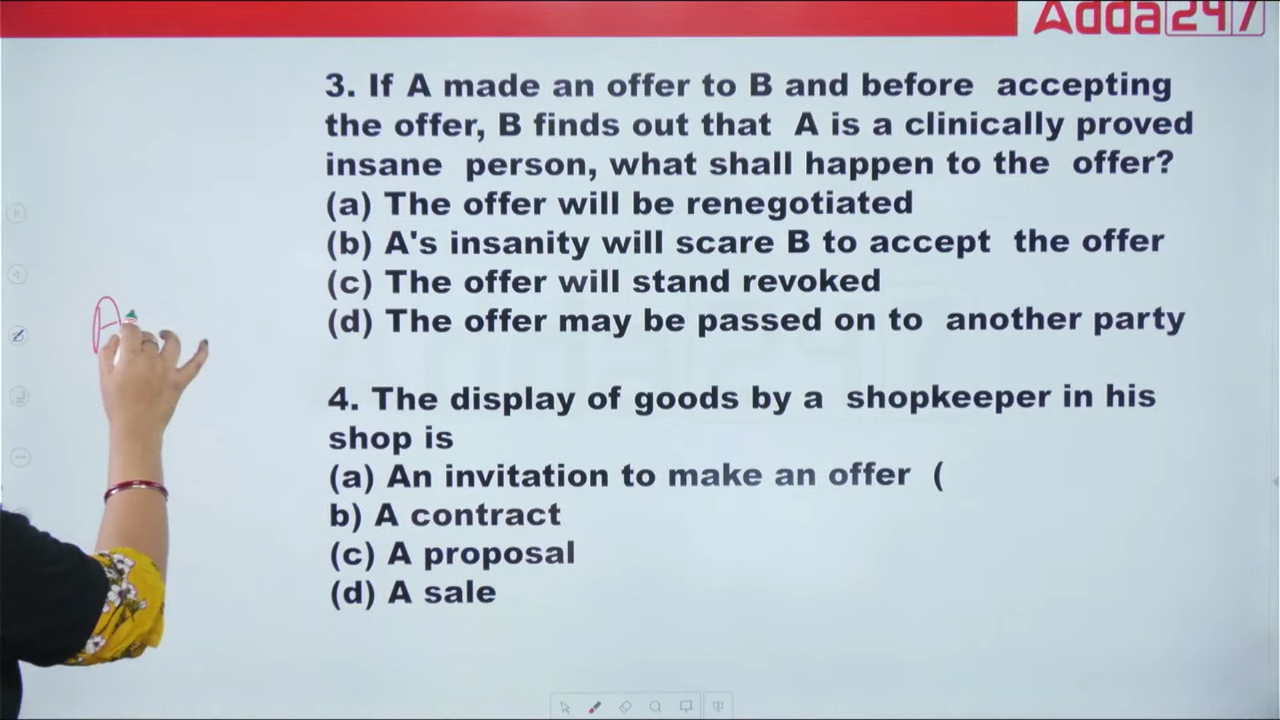 Adda247
3. If A made an offer to B and before accepting
the offer, B finds out that A is a clinically proved
insane person, what shall happen to the offer?
(a) The offer will be renegotiated
(b) A's insanity will scare B to accept the offer
(c) The offer will stand revoked
(d) The offer may be passed on to another party
A
4. The display of goods by a shopkeeper in his
shop is
(a) An invitation to make an offer (
b) A contract
(c) A proposal
(d) A sale